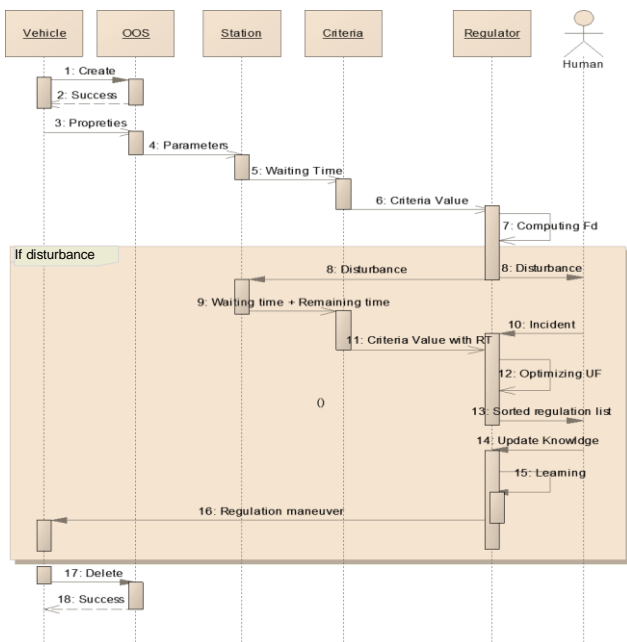 Vehicle
OOS
Station
Criteria
Regulator
Human
1: Create
2: Success
3: Propreties
4: Parameters
5: Waiting Time
6: Criteria Value
7: Computing Fd
If disturbance
8: Disturbance
8: Disturbance
9: Waiting time + Remaining time
10: Incident
11: Criteria Value with RT
12: Optimizing UF
()
13: Sorted regulation list
14: Update Knowldge
15: Learning
16: Regulation maneuver
17: Delete
18: Success